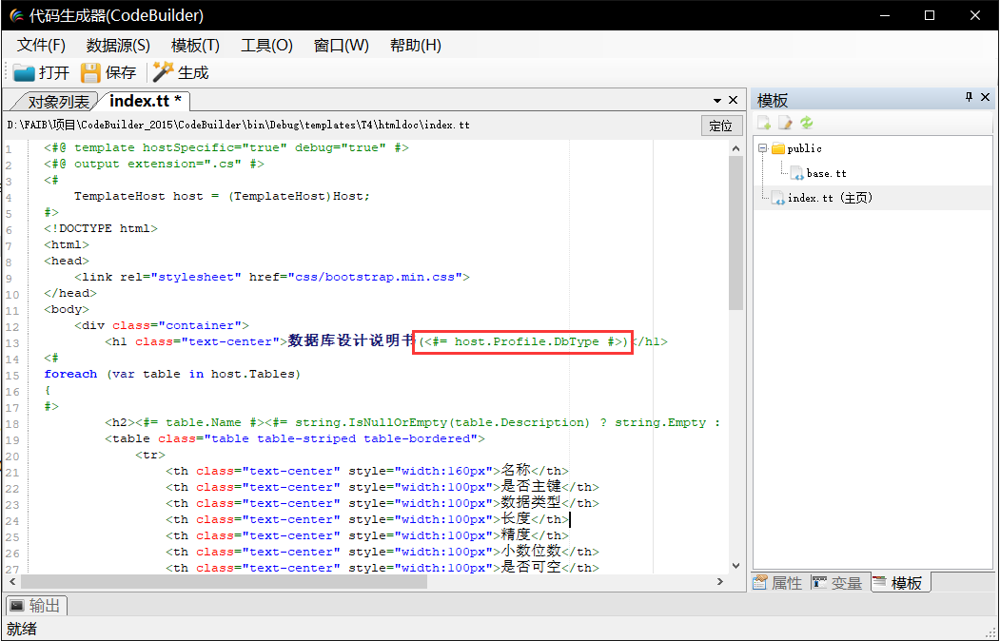 代码生成器(CodeBuilder)
文件(F) 数据源(S) 模板(T) 工具(O) 窗口(W) 帮助(H)
打开 保存 生成
对象列表 index.tt *
D:\FAIB\项目\CodeBuilder_2015\CodeBuilder\bin\Debug\templates\T4\htmldoc\index.tt 定位
1 <#@ template hostSpecific="true" debug="true" #>
2 <#@ output extension=".cs" #>
3 <#
4 TemplateHost host = (TemplateHost)Host;
5 #>
6 <!DOCTYPE html>
7 <html>
8 <head>
9 <link rel="stylesheet" href="css/bootstrap.min.css">
10 </head>
11 <body>
12 <div class="container">
13 <h1 class="text-center">数据库设计说明书(<#= host.Profile.DbType #>)</h1>
14 <#
15 foreach (var table in host.Tables)
16 {
17 #>
18 <h2><#= table.Name #><#= string.IsNullOrEmpty(table.Description) ? string.Empty :
19 <table class="table table-striped table-bordered">
20 <tr>
21 <th class="text-center" style="width:160px">名称</th>
22 <th class="text-center" style="width:100px">是否主键</th>
23 <th class="text-center" style="width:100px">数据类型</th>
24 <th class="text-center" style="width:100px">长度</th>
25 <th class="text-center" style="width:100px">精度</th>
26 <th class="text-center" style="width:100px">小数位数</th>
27 <th class="text-center" style="width:100px">是否可空</th>
模板
public
base.tt
index.tt (主页)
属性 变量 模板
输出
就绪